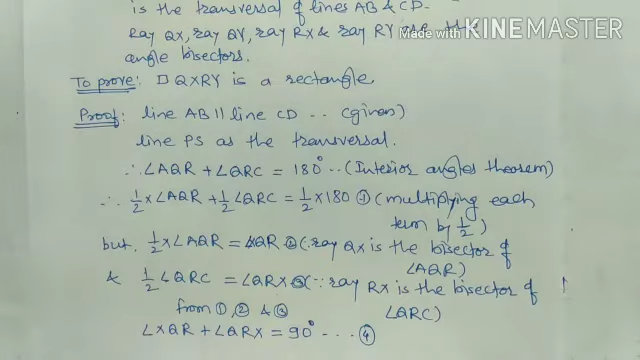 is the transversal of lines AB & CD.
Made with KINEMASTER
Ray QX, ray QY, ray RX & ray RY are the
angle bisectors.
To prove: □ QXRY is a rectangle
Proof: line AB || line CD .. (given)
line PS as the transversal.
∴ ∠AQR + ∠QRC = 180° .. (Interior angles theorem)
∴ 1/2 × ∠AQR + 1/2 ∠QRC = 1/2 × 180 ① (multiplying each
term by 1/2)
but 1/2 × ∠AQR = QR ② (∵ ray QX is the bisector of
∠AQR)
& 1/2 ∠QRC = ∠QRX ③ (∵ ray RX is the bisector of
∠QRC)
from ①, ② & ③
∠XQR + ∠QRX = 90° ... ④